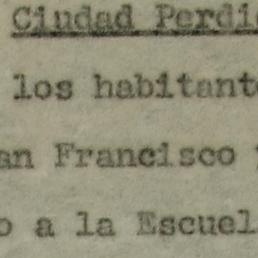 Ciudad Perdi
los habitant
an Francisco
o a la Escuel